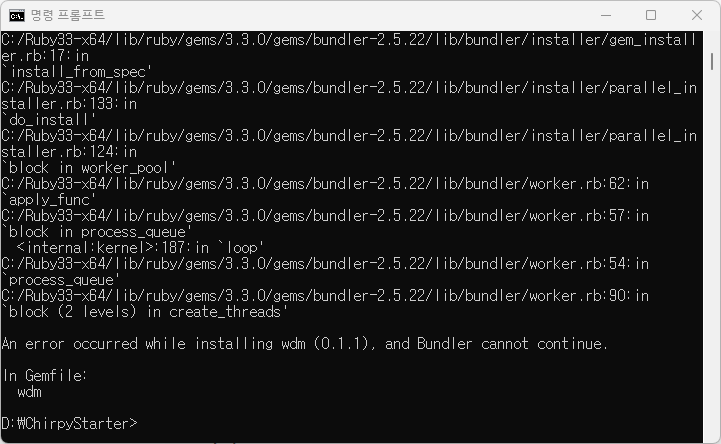 명령 프롬프트
C:/Ruby33-x64/lib/ruby/gems/3.3.0/gems/bundler-2.5.22/lib/bundler/installer/gem_install
er.rb:17:in
`install_from_spec'
C:/Ruby33-x64/lib/ruby/gems/3.3.0/gems/bundler-2.5.22/lib/bundler/installer/parallel_in
staller.rb:133:in
`do_install'
C:/Ruby33-x64/lib/ruby/gems/3.3.0/gems/bundler-2.5.22/lib/bundler/installer/parallel_in
staller.rb:124:in
`block in worker_pool'
C:/Ruby33-x64/lib/ruby/gems/3.3.0/gems/bundler-2.5.22/lib/bundler/worker.rb:62:in
`apply_func'
C:/Ruby33-x64/lib/ruby/gems/3.3.0/gems/bundler-2.5.22/lib/bundler/worker.rb:57:in
`block in process_queue'
  <internal:kernel>:187:in `loop'
C:/Ruby33-x64/lib/ruby/gems/3.3.0/gems/bundler-2.5.22/lib/bundler/worker.rb:54:in
`process_queue'
C:/Ruby33-x64/lib/ruby/gems/3.3.0/gems/bundler-2.5.22/lib/bundler/worker.rb:90:in
`block (2 levels) in create_threads'
An error occurred while installing wdm (0.1.1), and Bundler cannot continue.
In Gemfile:
  wdm
D:₩ChirpyStarter>